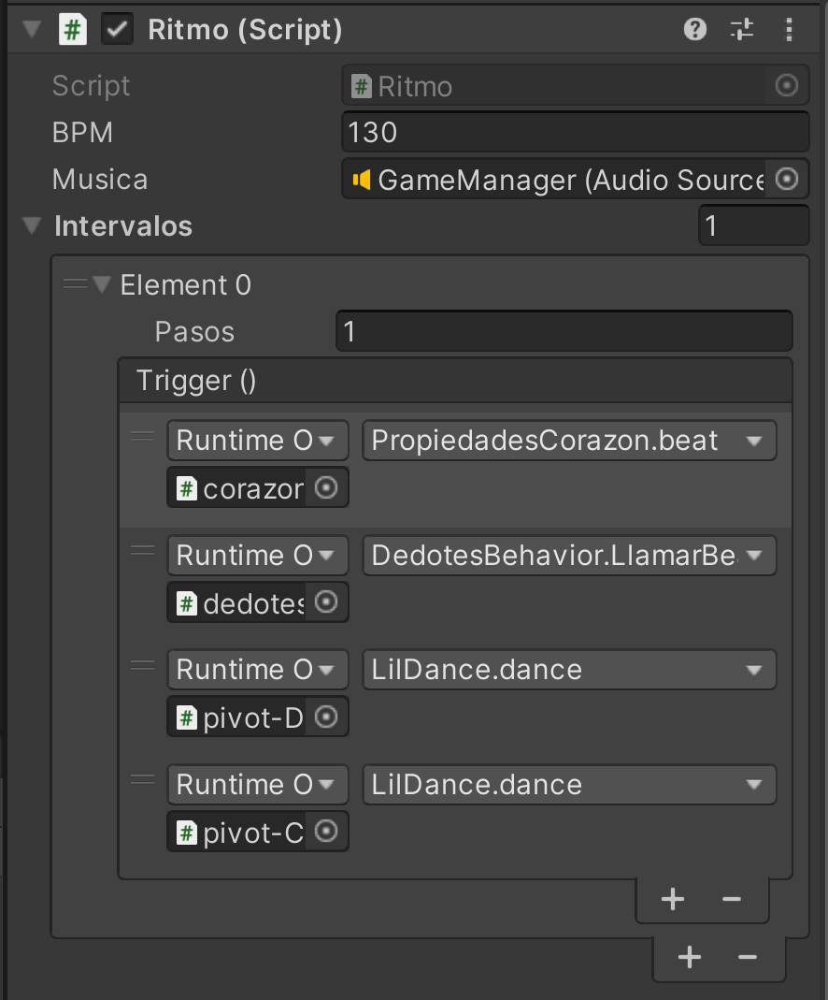 Ritmo (Script)
Script
Ritmo
BPM
130
Musica
GameManager (Audio Source
Intervalos
1
Element 0
Pasos
1
Trigger ()
Runtime O
PropiedadesCorazon.beat
corazon
Runtime O
DedotesBehavior.LlamarBe
dedotes
Runtime O
LilDance.dance
pivot-D
Runtime O
LilDance.dance
pivot-C